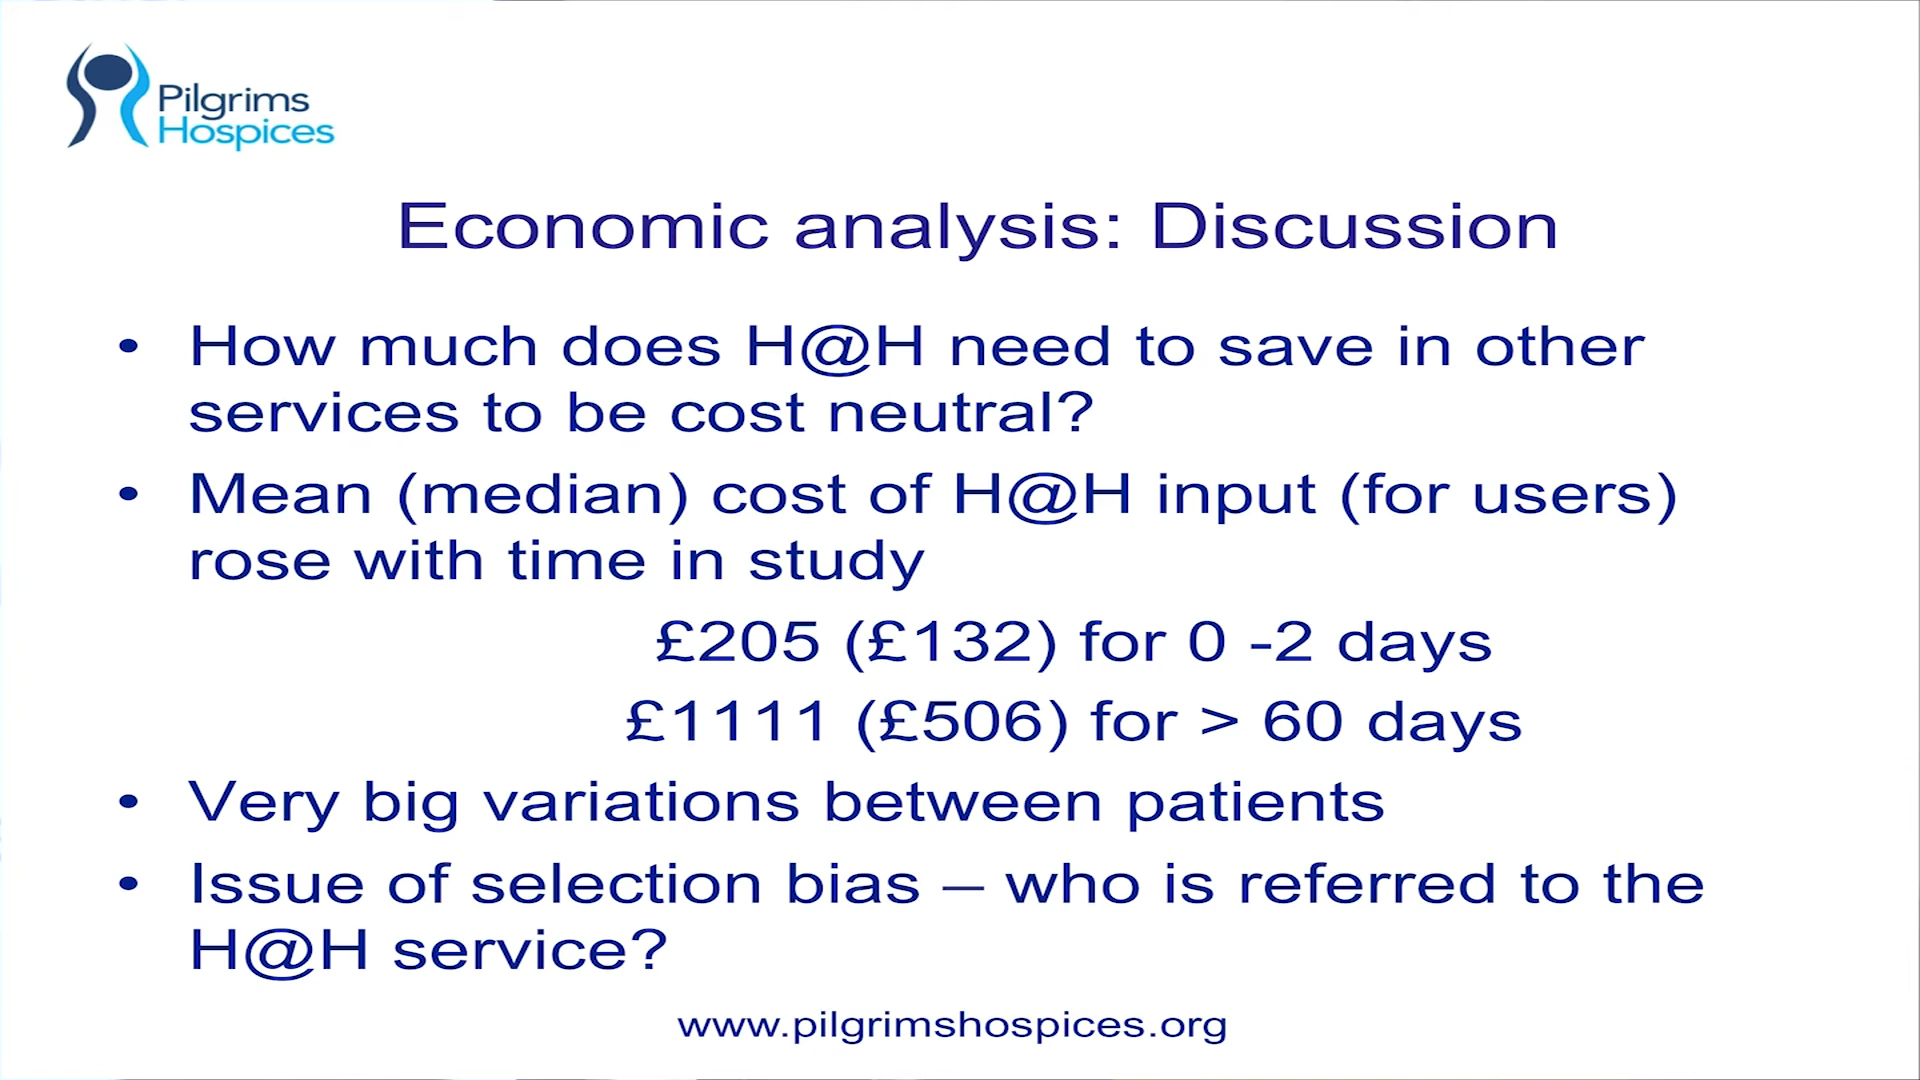 Pilgrims
Hospices
Economic analysis: Discussion
• How much does H@H need to save in other
services to be cost neutral?
• Mean (median) cost of H@H input (for users)
rose with time in study
£205 (£132) for 0 -2 days
£1111 (£506) for > 60 days
• Very big variations between patients
• Issue of selection bias – who is referred to the
H@H service?
www.pilgrimshospices.org